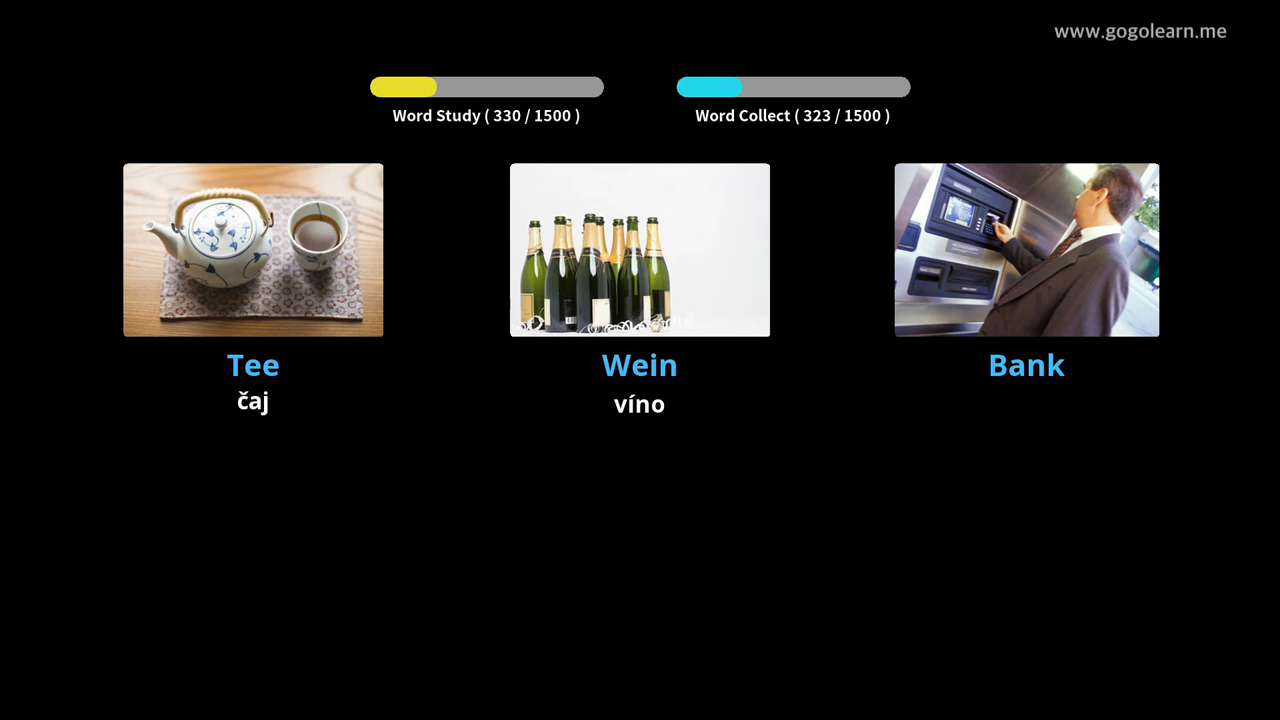 www.gogolearn.me
Word Study ( 330 / 1500 )
Word Collect ( 323 / 1500 )
Tee
čaj
Wein
víno
Bank